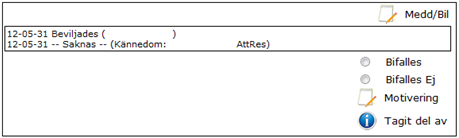 Medd/Bil
12-05-31 Beviljades ( )
12-05-31 -- Saknas -- (Kännedom: AttRes)
Bifalles
Bifalles Ej
Motivering
Tagit del av